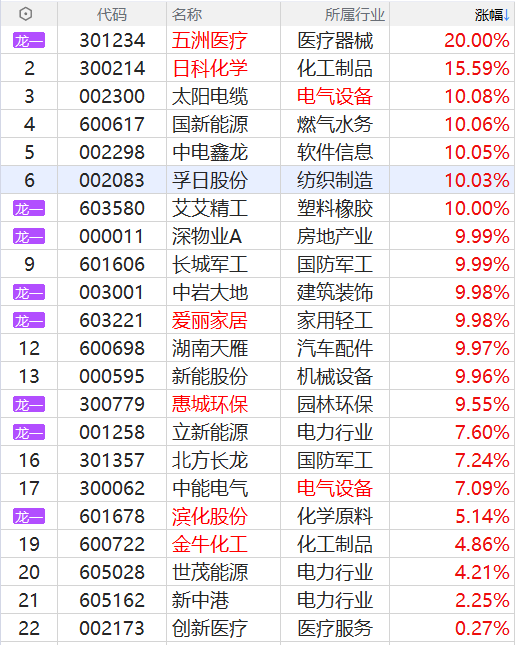 代码 名称 所属行业 涨幅↓
龙一 301234 五洲医疗 医疗器械 20.00%
2 300214 日科化学 化工制品 15.59%
3 002300 太阳电缆 电气设备 10.08%
4 600617 国新能源 燃气水务 10.06%
5 002298 中电鑫龙 软件信息 10.05%
6 002083 孚日股份 纺织制造 10.03%
龙一 603580 艾艾精工 塑料橡胶 10.00%
龙一 000011 深物业A 房地产业 9.99%
9 601606 长城军工 国防军工 9.99%
龙一 003001 中岩大地 建筑装饰 9.98%
龙一 603221 爱丽家居 家用轻工 9.98%
12 600698 湖南天雁 汽车配件 9.97%
13 000595 新能股份 机械设备 9.96%
龙一 300779 惠城环保 园林环保 9.55%
龙一 001258 立新能源 电力行业 7.60%
16 301357 北方长龙 国防军工 7.24%
17 300062 中能电气 电气设备 7.09%
龙一 601678 滨化股份 化学原料 5.14%
19 600722 金牛化工 化工制品 4.86%
20 605028 世茂能源 电力行业 4.21%
21 605162 新中港 电力行业 2.25%
22 002173 创新医疗 医疗服务 0.27%